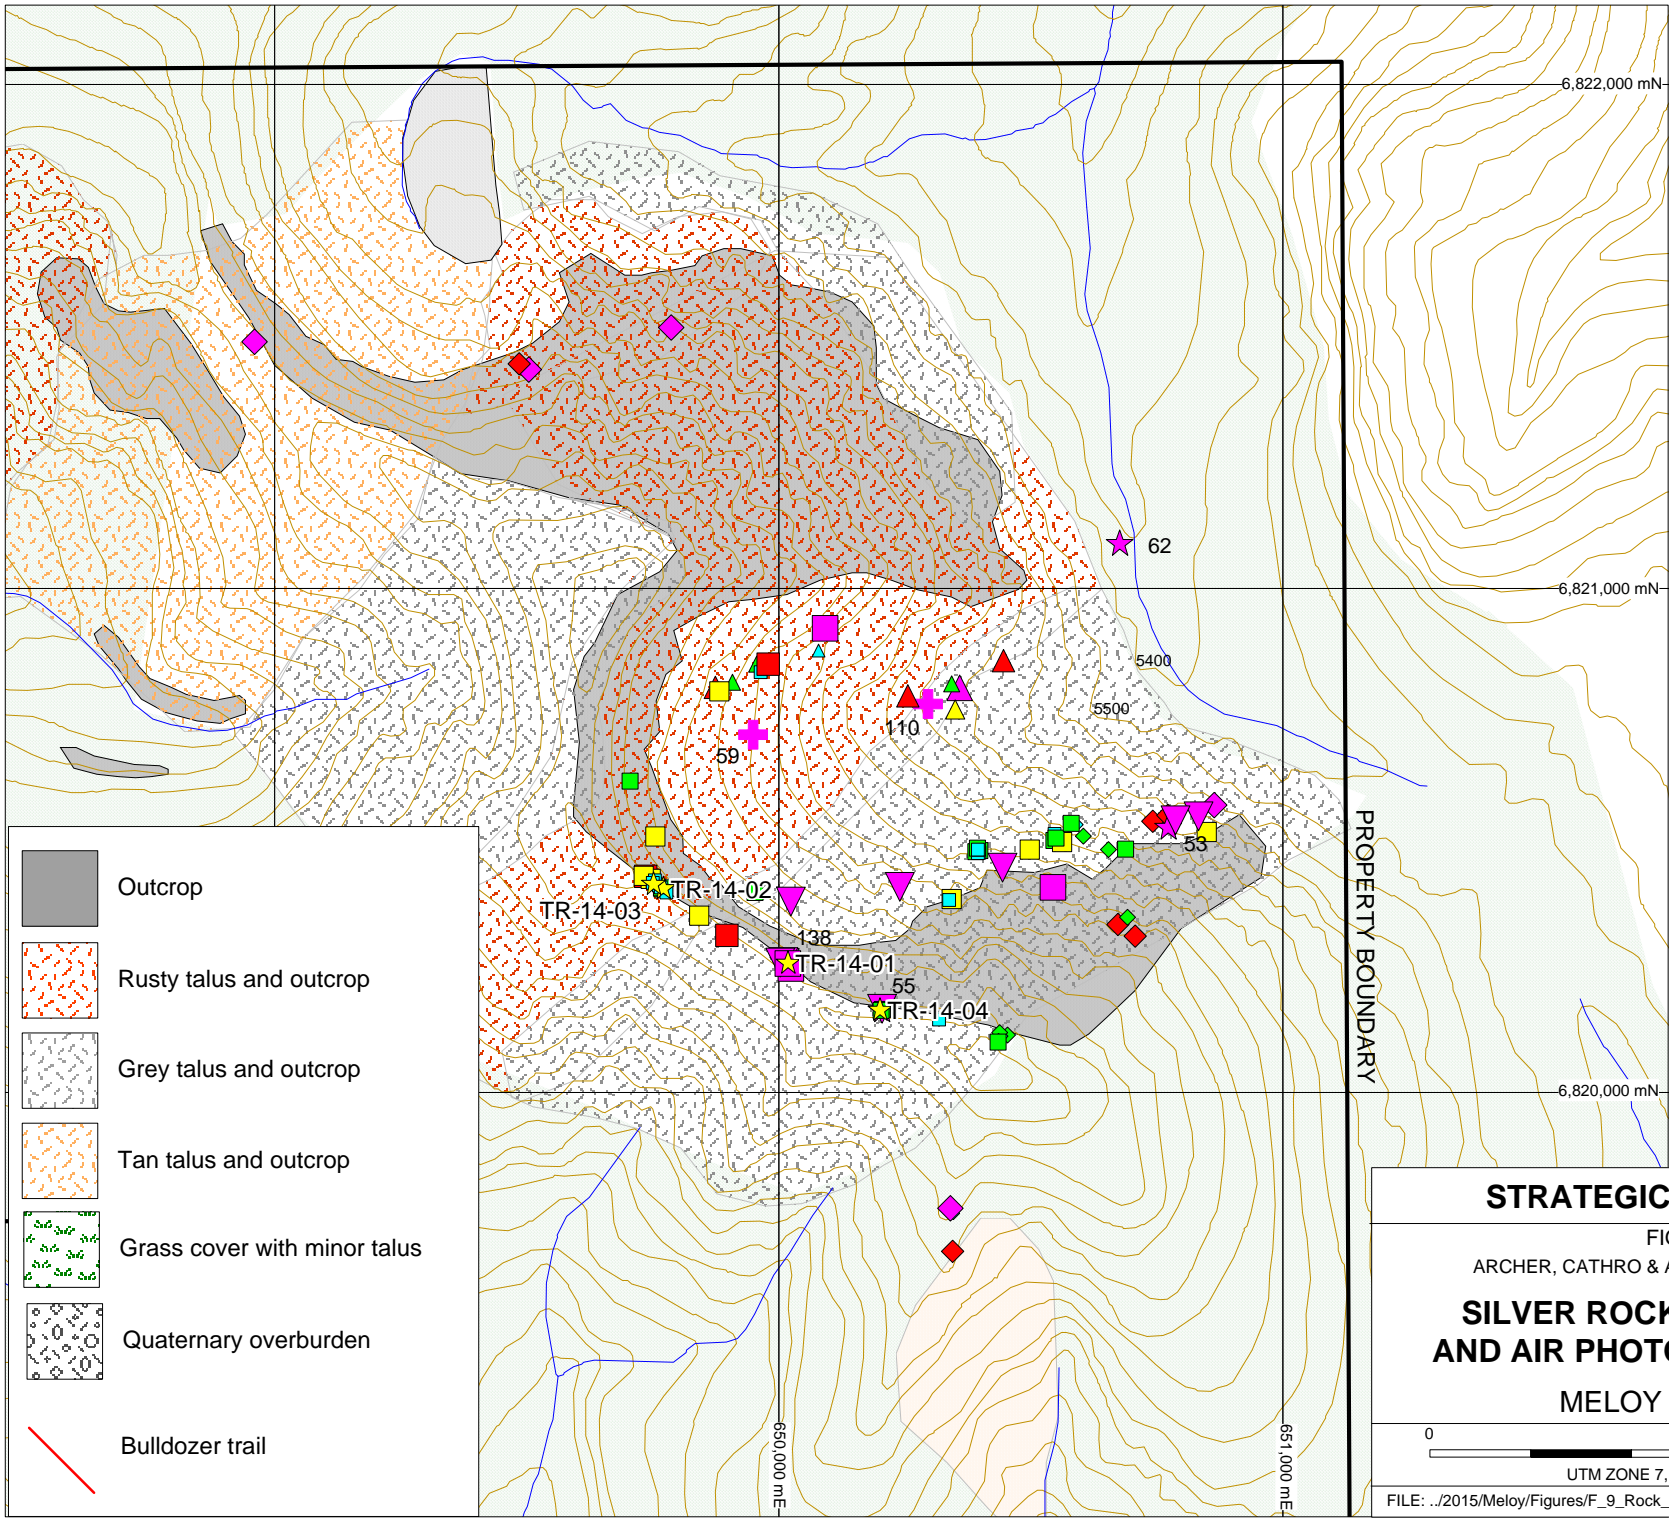 6,822,000 mN
62
6,821,000 mN
5400
5500
110
59
53
TR-14-02
TR-14-03
138
TR-14-01
55
TR-14-04
PROPERTY BOUNDARY
6,820,000 mN
650,000 mE
651,000 mE
Outcrop
Rusty talus and outcrop
Grey talus and outcrop
Tan talus and outcrop
Grass cover with minor talus
Quaternary overburden
Bulldozer trail
STRATEGIC
FIG
ARCHER, CATHRO & A
SILVER ROCK
AND AIR PHOTO
MELOY
0
UTM ZONE 7,
FILE: ../2015/Meloy/Figures/F_9_Rock_